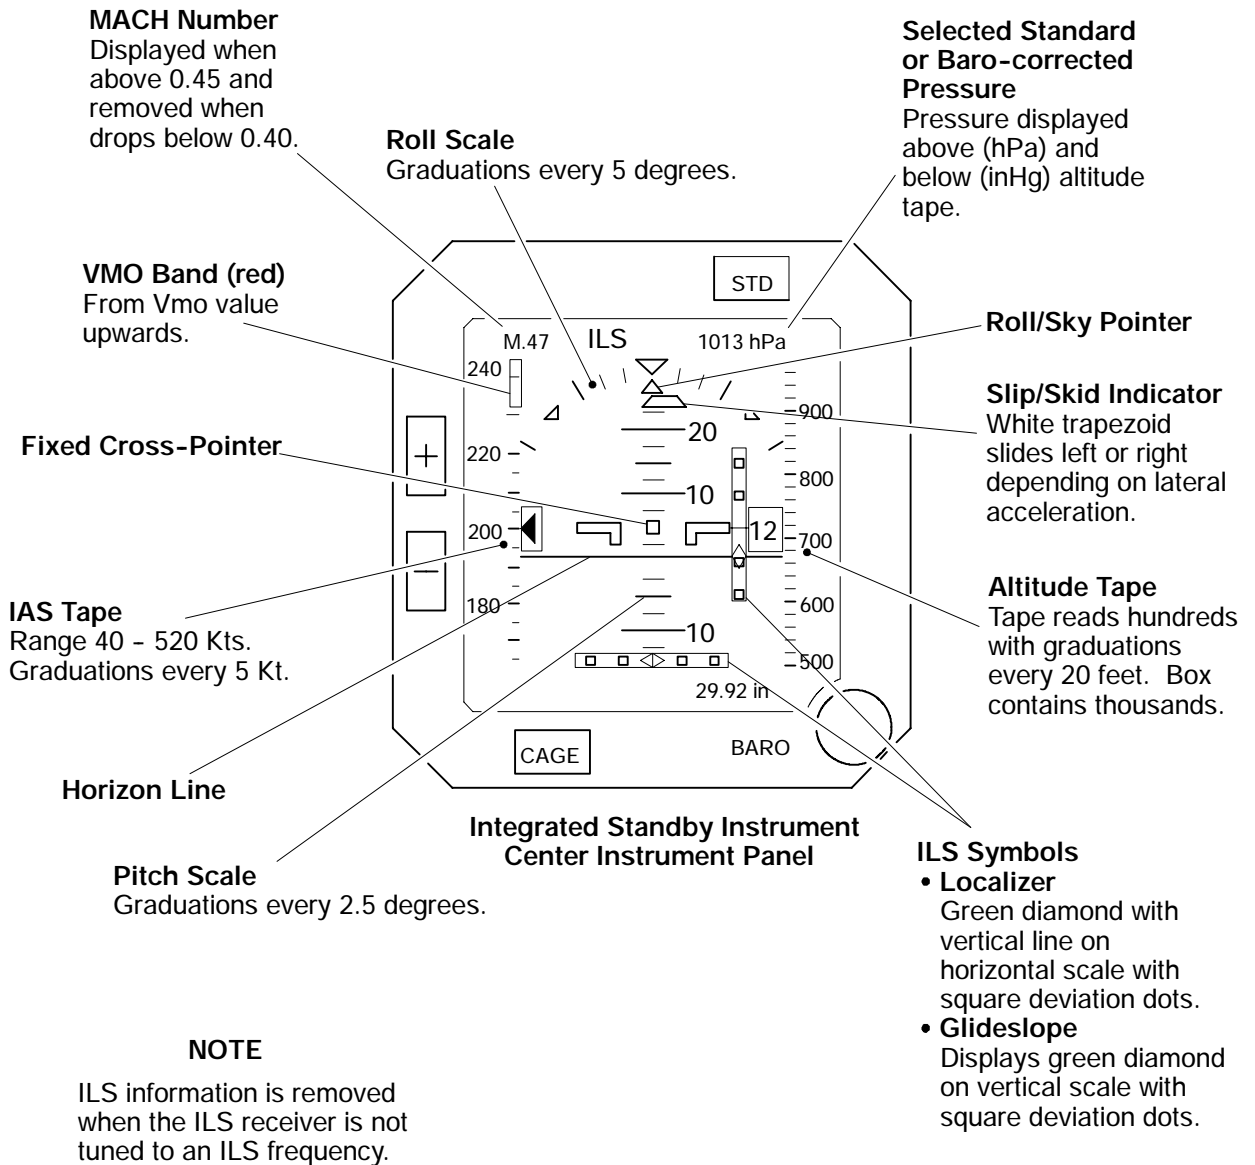 MACH Number
Displayed when
above 0.45 and
removed when
drops below 0.40.
Roll Scale
Graduations every 5 degrees.
Selected Standard
or Baro-corrected
Pressure
Pressure displayed
above (hPa) and
below (inHg) altitude
tape.
VMO Band (red)
From Vmo value
upwards.
Fixed Cross-Pointer
IAS Tape
Range 40 - 520 Kts.
Graduations every 5 Kt.
Horizon Line
Pitch Scale
Graduations every 2.5 degrees.
STD
M.47
ILS
1013 hPa
240
220
200
180
20
10
10
+
−
12
900
800
700
600
500
29.92 in
CAGE
BARO
Roll/Sky Pointer
Slip/Skid Indicator
White trapezoid
slides left or right
depending on lateral
acceleration.
Altitude Tape
Tape reads hundreds
with graduations
every 20 feet. Box
contains thousands.
Integrated Standby Instrument
Center Instrument Panel
ILS Symbols
• Localizer
Green diamond with
vertical line on
horizontal scale with
square deviation dots.
• Glideslope
Displays green diamond
on vertical scale with
square deviation dots.
NOTE
ILS information is removed
when the ILS receiver is not
tuned to an ILS frequency.